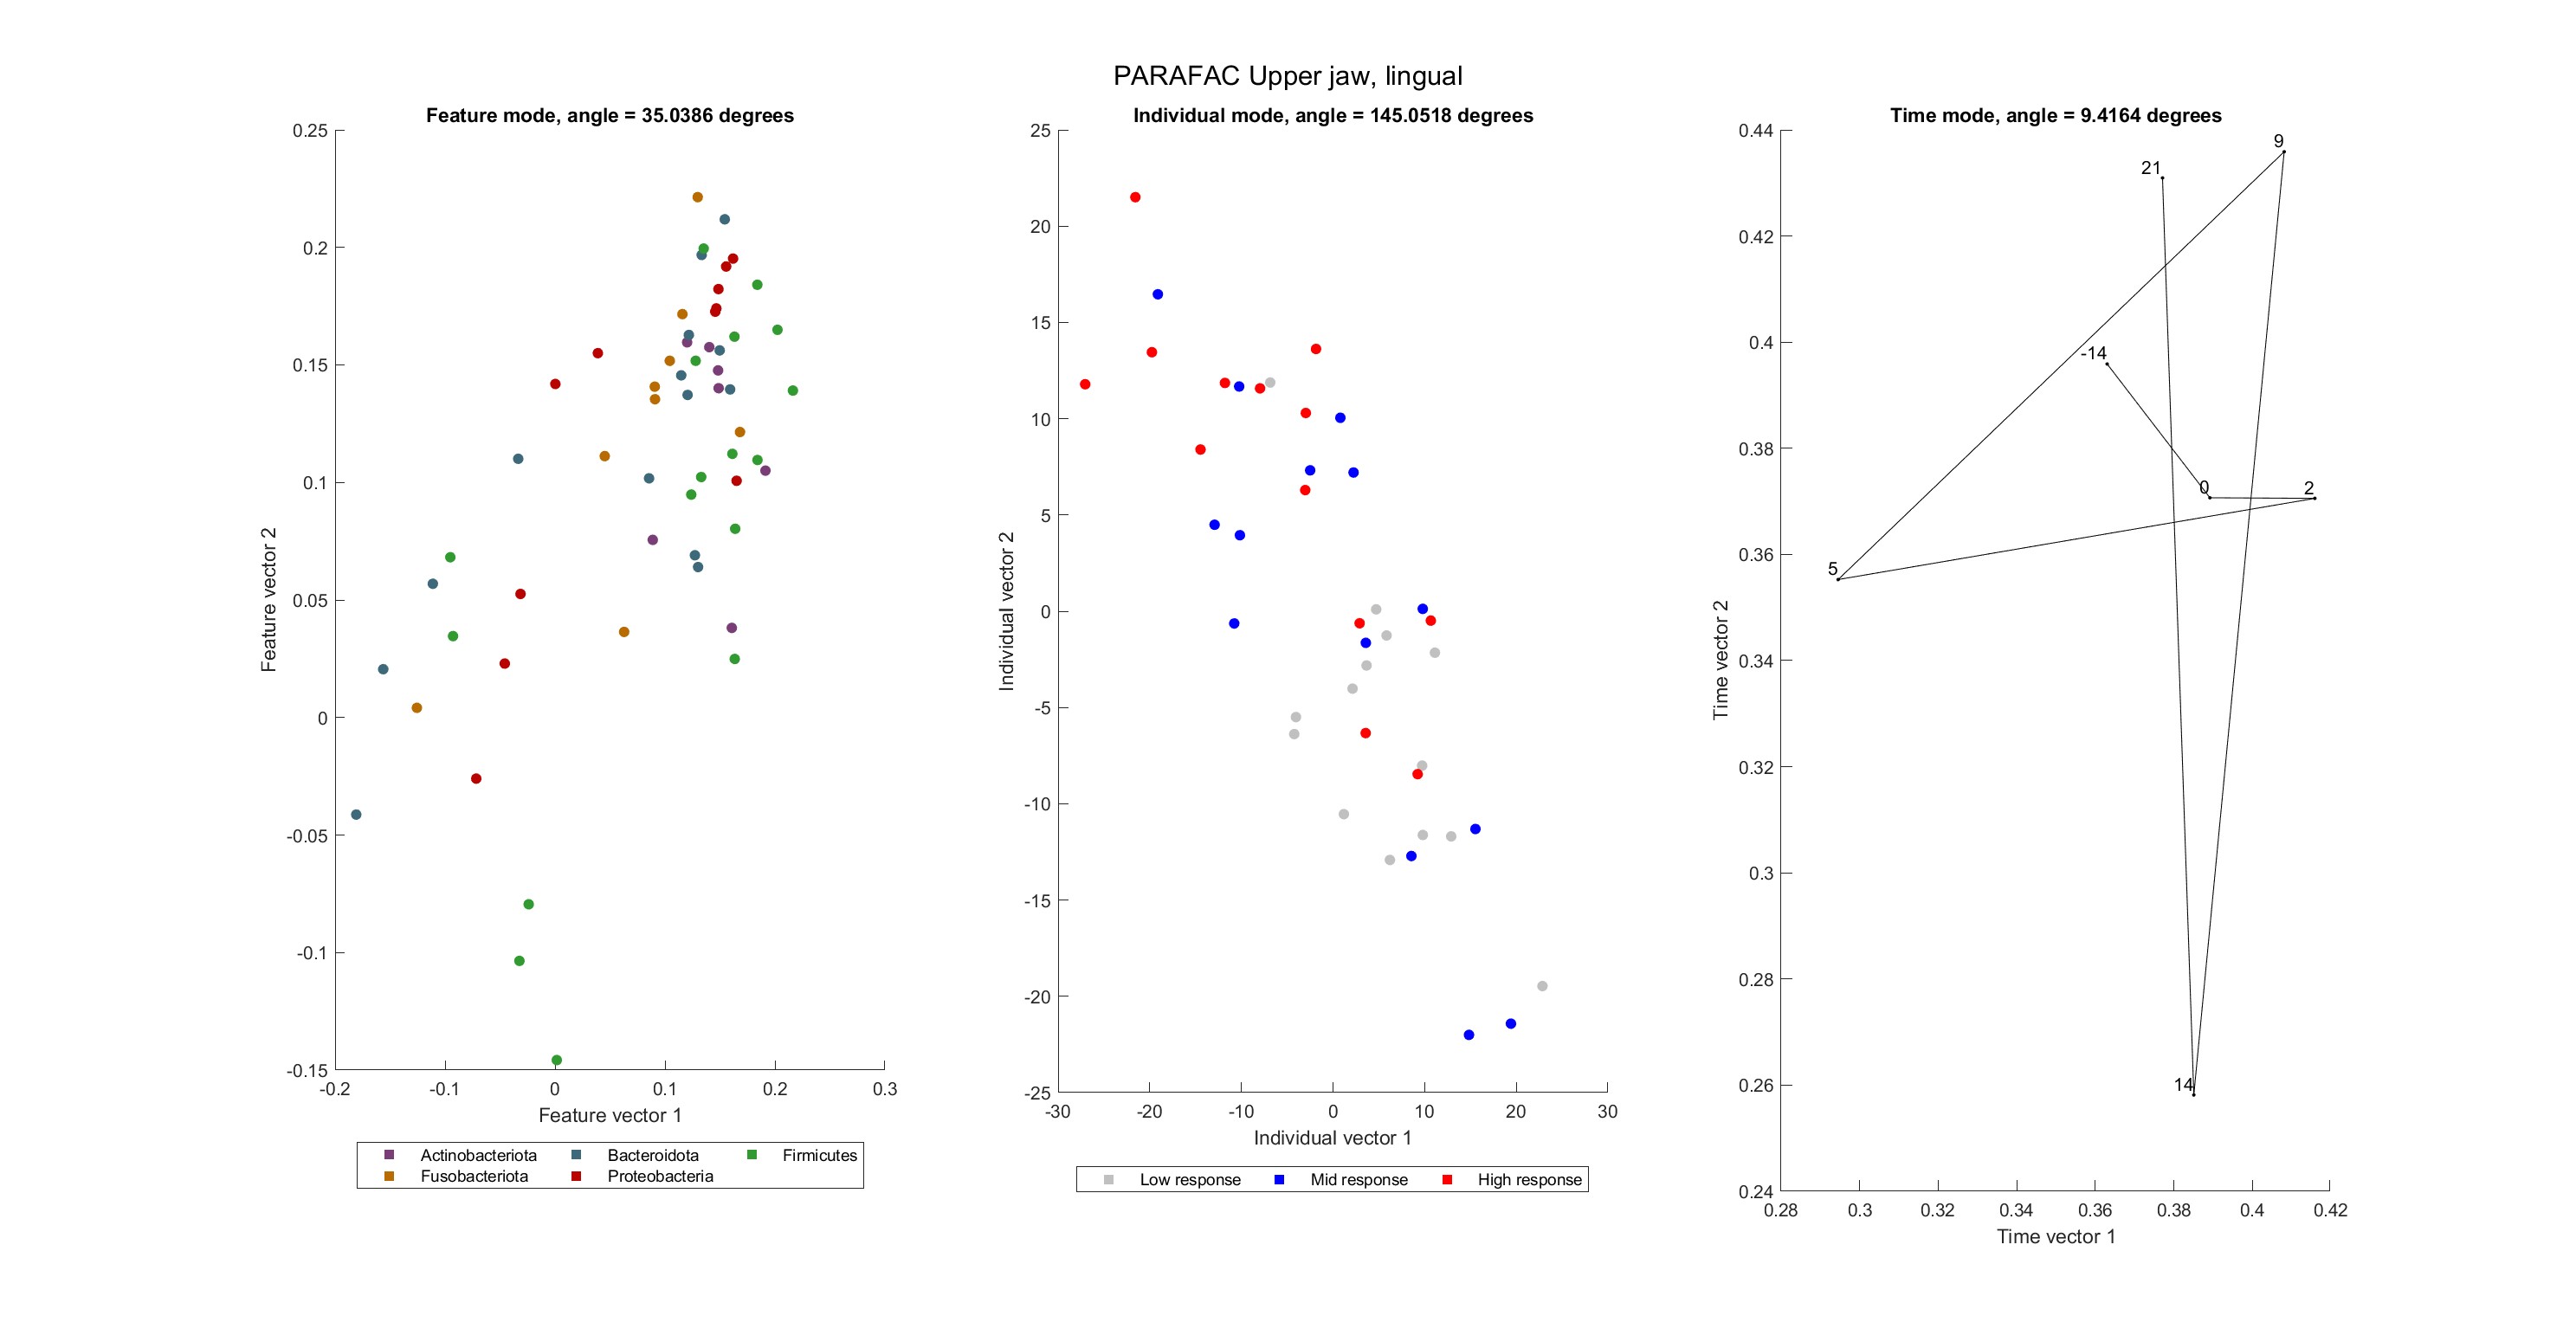 PARAFAC Upper jaw, lingual
Feature mode, angle = 35.0386 degrees
0.25
0.2
0.15
0.1
0.05
0
-0.05
-0.1
-0.15
Feature vector 2
-0.2 -0.1 0 0.1 0.2 0.3
Feature vector 1
Actinobacteriota Bacteroidota Firmicutes
Fusobacteriota Proteobacteria
Individual mode, angle = 145.0518 degrees
25
20
15
10
5
0
-5
-10
-15
-20
-25
Individual vector 2
-30 -20 -10 0 10 20 30
Individual vector 1
Low response Mid response High response
Time mode, angle = 9.4164 degrees
0.44
0.42
0.4
0.38
0.36
0.34
0.32
0.3
0.28
0.26
0.24
Time vector 2
9
21
-14
0
2
5
14
0.28 0.3 0.32 0.34 0.36 0.38 0.4 0.42
Time vector 1